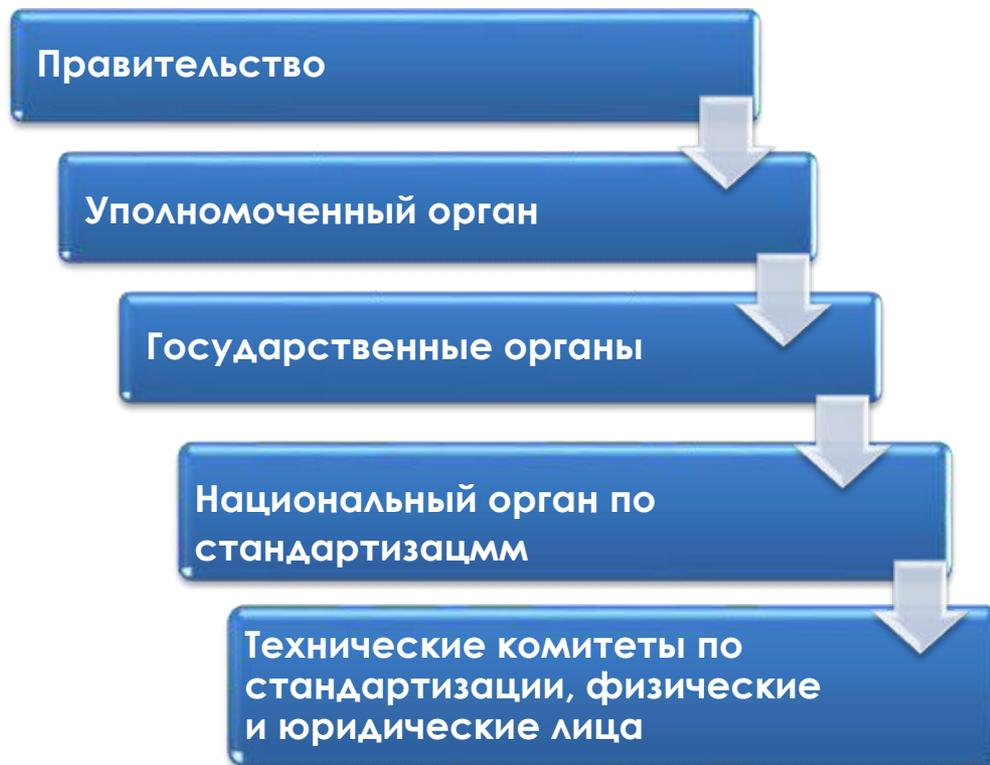 Правительство
Уполномоченный орган
Государственные органы
Национальный орган по
стандартизацмм
Технические комитеты по
стандартизации, физические
и юридические лица